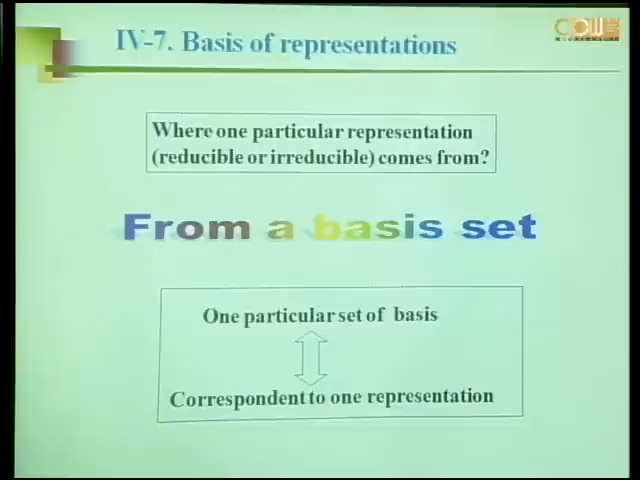 IV-7. Basis of representations
Where one particular representation
(reducible or irreducible) comes from?
From a basis set
One particular set of basis
Correspondent to one representation